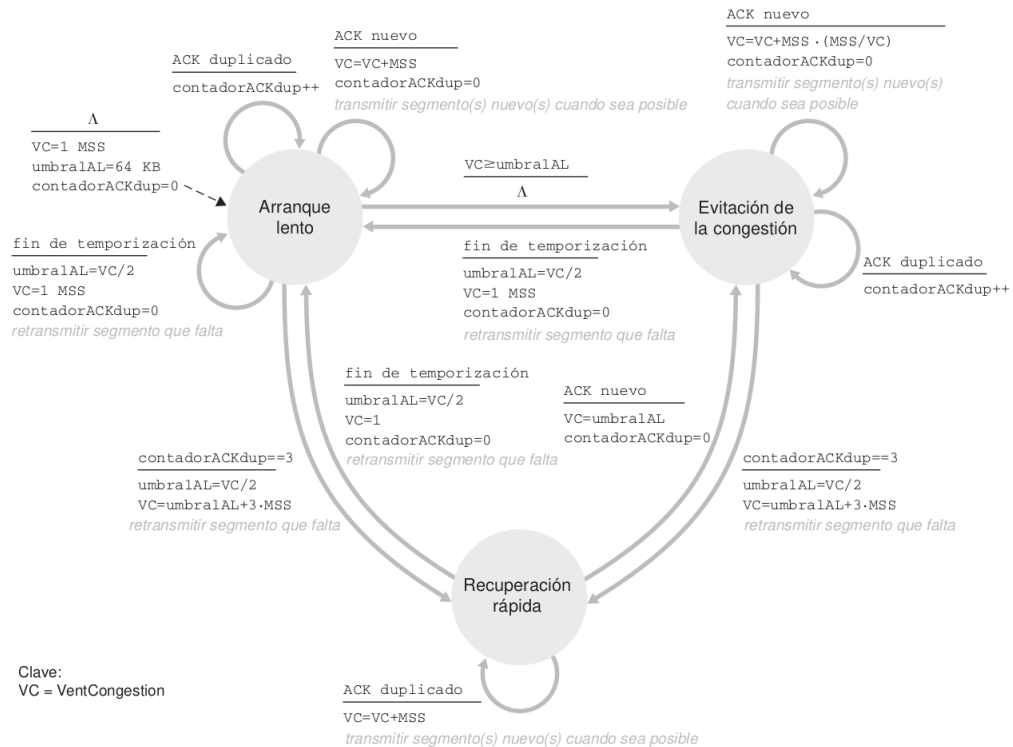 ACK nuevo
VC=VC+MSS·(MSS/VC)
contadorACKdup=0
transmitir segmento(s) nuevo(s)
cuando sea posible
ACK nuevo
VC=VC+MSS
contadorACKdup=0
transmitir segmento(s) nuevo(s) cuando sea posible
ACK duplicado
contadorACKdup++
Λ
VC=1 MSS
umbralAL=64 KB
contadorACKdup=0
Arranque
lento
VC≥umbralAL
Λ
Evitación de
la congestión
fin de temporización
umbralAL=VC/2
VC=1 MSS
contadorACKdup=0
retransmitir segmento que falta
fin de temporización
umbralAL=VC/2
VC=1 MSS
contadorACKdup=0
retransmitir segmento que falta
ACK duplicado
contadorACKdup++
fin de temporización
umbralAL=VC/2
VC=1
contadorACKdup=0
retransmitir segmento que falta
ACK nuevo
VC=umbralAL
contadorACKdup=0
contadorACKdup==3
umbralAL=VC/2
VC=umbralAL+3·MSS
retransmitir segmento que falta
contadorACKdup==3
umbralAL=VC/2
VC=umbralAL+3·MSS
retransmitir segmento que falta
Recuperación
rápida
Clave:
VC = VentCongestion
ACK duplicado
VC=VC+MSS
transmitir segmento(s) nuevo(s) cuando sea posible